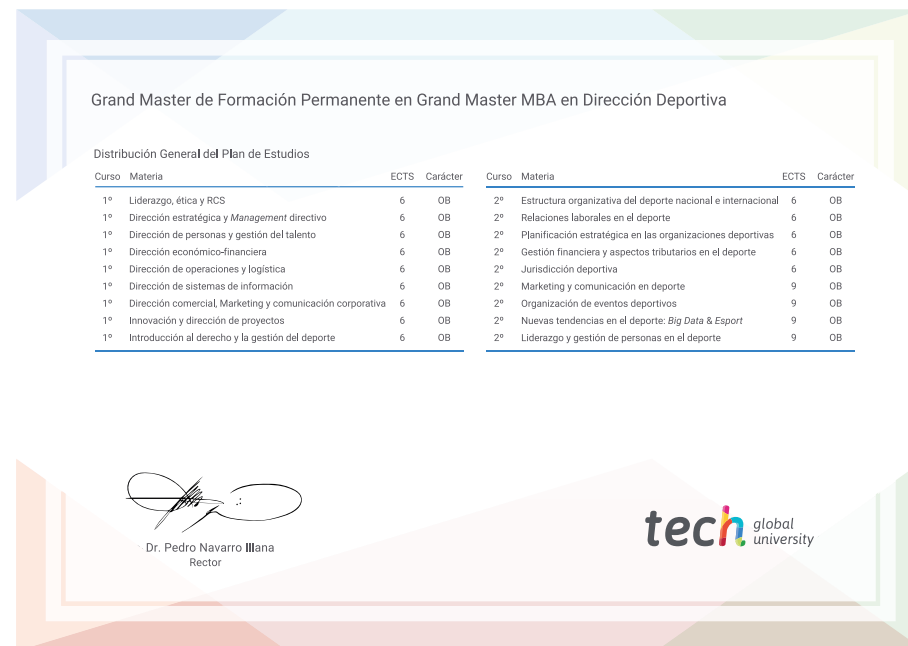 Grand Master de Formación Permanente en Grand Master MBA en Dirección Deportiva
Distribución General del Plan de Estudios
Curso Materia ECTS Carácter
1º Liderazgo, ética y RCS 6 OB
1º Dirección estratégica y Management directivo 6 OB
1º Dirección de personas y gestión del talento 6 OB
1º Dirección económico-financiera 6 OB
1º Dirección de operaciones y logística 6 OB
1º Dirección de sistemas de información 6 OB
1º Dirección comercial, Marketing y comunicación corporativa 6 OB
1º Innovación y dirección de proyectos 6 OB
1º Introducción al derecho y la gestión del deporte 6 OB
Curso Materia ECTS Carácter
2º Estructura organizativa del deporte nacional e internacional 6 OB
2º Relaciones laborales en el deporte 6 OB
2º Planificación estratégica en las organizaciones deportivas 6 OB
2º Gestión financiera y aspectos tributarios en el deporte 6 OB
2º Jurisdicción deportiva 6 OB
2º Marketing y comunicación en deporte 9 OB
2º Organización de eventos deportivos 9 OB
2º Nuevas tendencias en el deporte: Big Data & Esport 9 OB
2º Liderazgo y gestión de personas en el deporte 9 OB
Dr. Pedro Navarro Illana
Rector
tech global
university